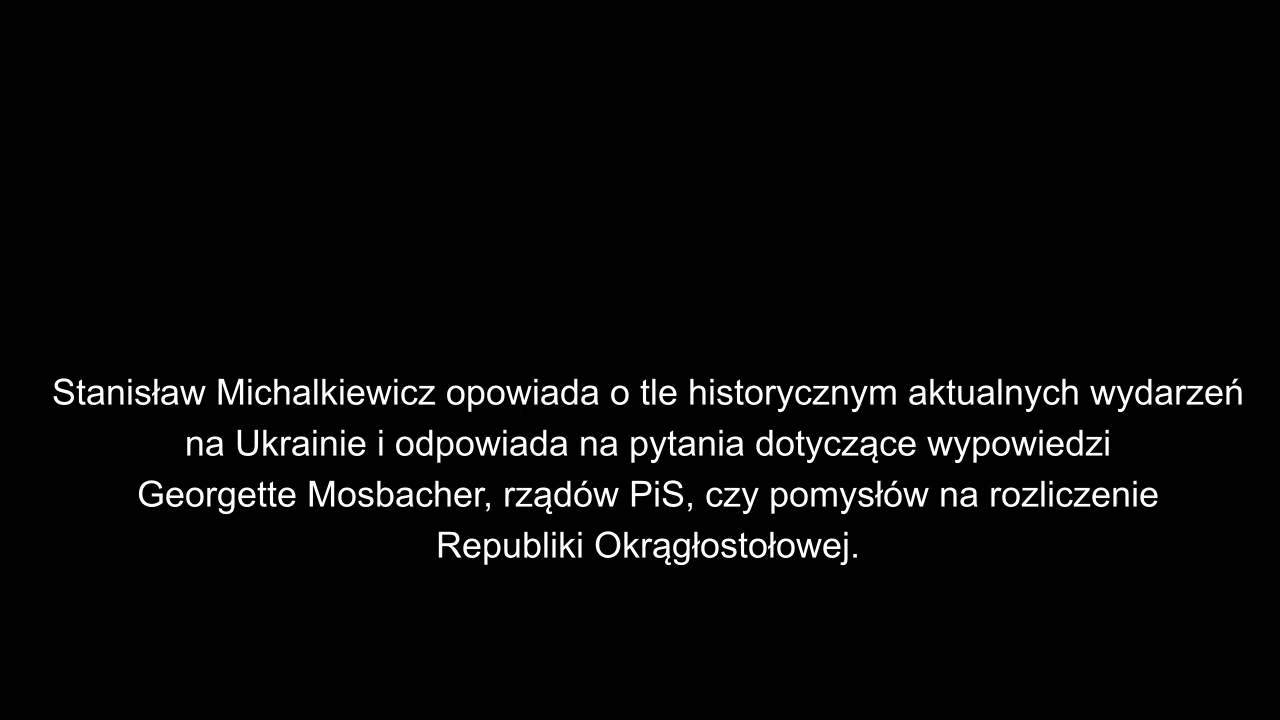 Stanisław Michalkiewicz opowiada o tle historycznym aktualnych wydarzeń
na Ukrainie i odpowiada na pytania dotyczące wypowiedzi
Georgette Mosbacher, rządów PiS, czy pomysłów na rozliczenie
Republiki Okrągłostołowej.